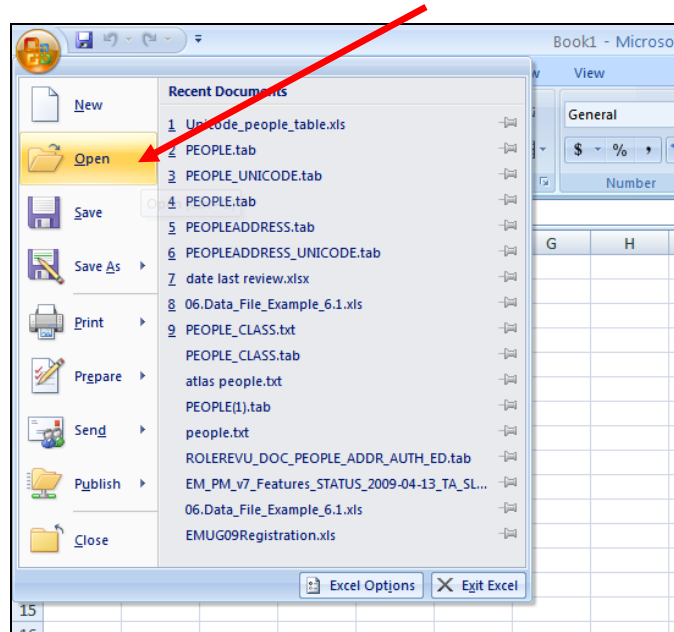 Book1 - Microso
View
General
$ % ,
Number
G H
New
Open
Save
Save As
Print
Prepare
Send
Publish
Close
Recent Documents
1 Unicode_people_table.xls
2 PEOPLE.tab
3 PEOPLE_UNICODE.tab
4 PEOPLE.tab
5 PEOPLEADDRESS.tab
6 PEOPLEADDRESS_UNICODE.tab
7 date last review.xlsx
8 06.Data_File_Example_6.1.xls
9 PEOPLE_CLASS.txt
PEOPLE_CLASS.tab
atlas people.txt
PEOPLE(1).tab
people.txt
ROLEREVU_DOC_PEOPLE_ADDR_AUTH_ED.tab
EM_PM_v7_Features_STATUS_2009-04-13_TA_SL...
06.Data_File_Example_6.1.xls
EMUG09Registration.xls
Excel Options
Exit Excel
15